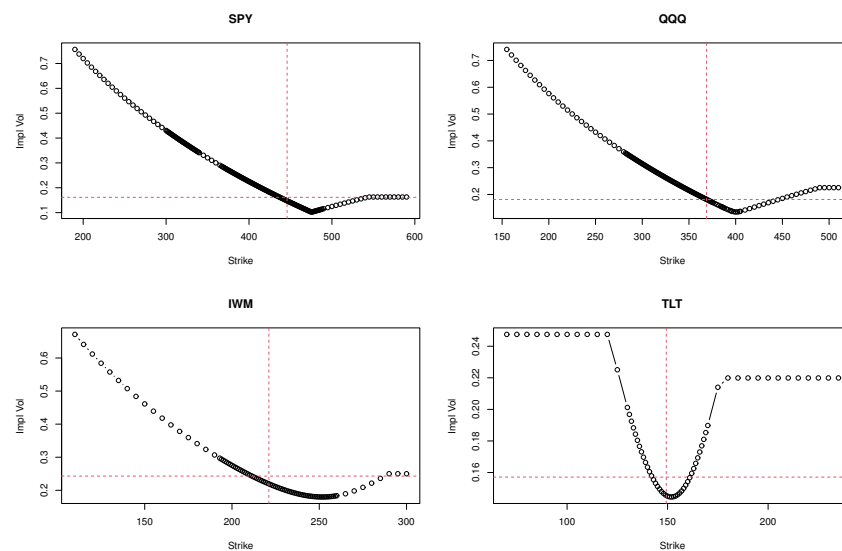 SPY
Impl Vol
0.1 0.2 0.3 0.4 0.5 0.6 0.7
200 300 400 500 600
Strike
QQQ
Impl Vol
0.2 0.3 0.4 0.5 0.6 0.7
150 200 250 300 350 400 450 500
Strike
IWM
Impl Vol
0.2 0.3 0.4 0.5 0.6
150 200 250 300
Strike
TLT
Impl Vol
0.16 0.18 0.20 0.22 0.24
100 150 200
Strike